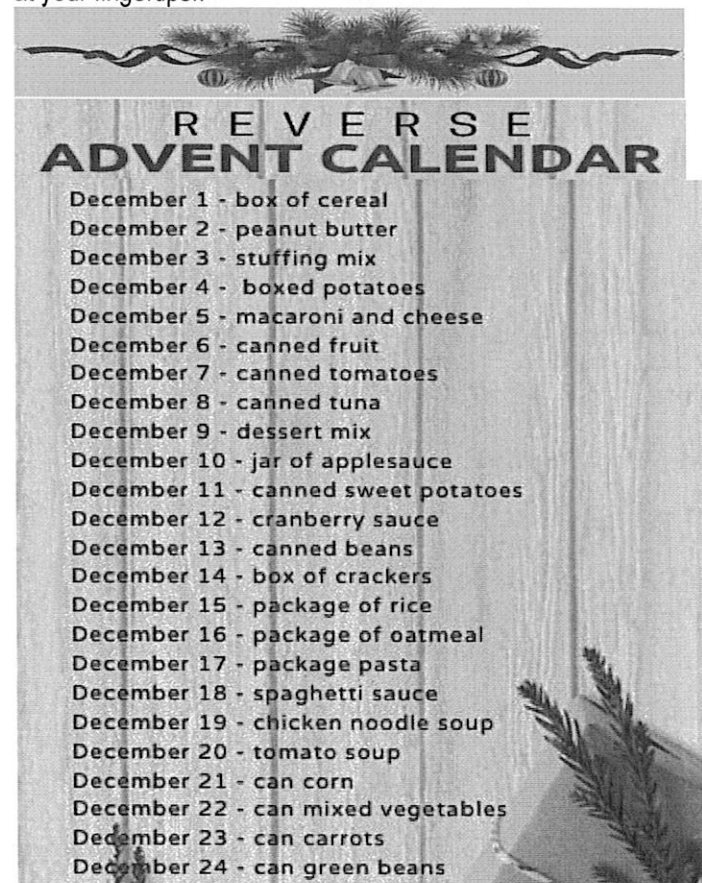 REVERSE
ADVENT CALENDAR
December 1 - box of cereal
December 2 - peanut butter
December 3 - stuffing mix
December 4 - boxed potatoes
December 5 - macaroni and cheese
December 6 - canned fruit
December 7 - canned tomatoes
December 8 - canned tuna
December 9 - dessert mix
December 10 - jar of applesauce
December 11 - canned sweet potatoes
December 12 - cranberry sauce
December 13 - canned beans
December 14 - box of crackers
December 15 - package of rice
December 16 - package of oatmeal
December 17 - package pasta
December 18 - spaghetti sauce
December 19 - chicken noodle soup
December 20 - tomato soup
December 21 - can corn
December 22 - can mixed vegetables
December 23 - can carrots
December 24 - can green beans